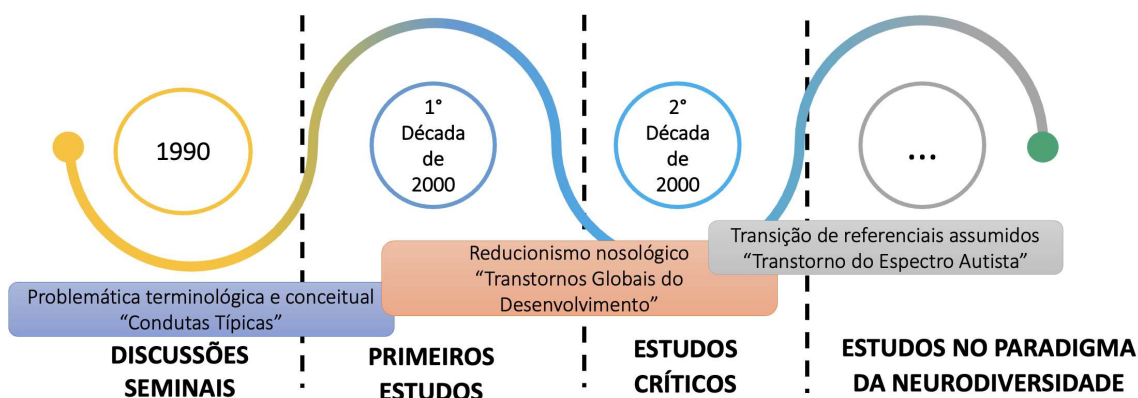 1990
1°
Década
de
2000
2°
Década
de
2000
...
Problemática terminológica e conceitual
“Condutas Típicas”
Reducionismo nosológico
“Transtornos Globais do
Desenvolvimento”
Transição de referenciais assumidos
“Transtorno do Espectro Autista”
DISCUSSÕES
SEMINAIS
PRIMEIROS
ESTUDOS
ESTUDOS
CRÍTICOS
ESTUDOS NO PARADIGMA
DA NEURODIVERSIDADE